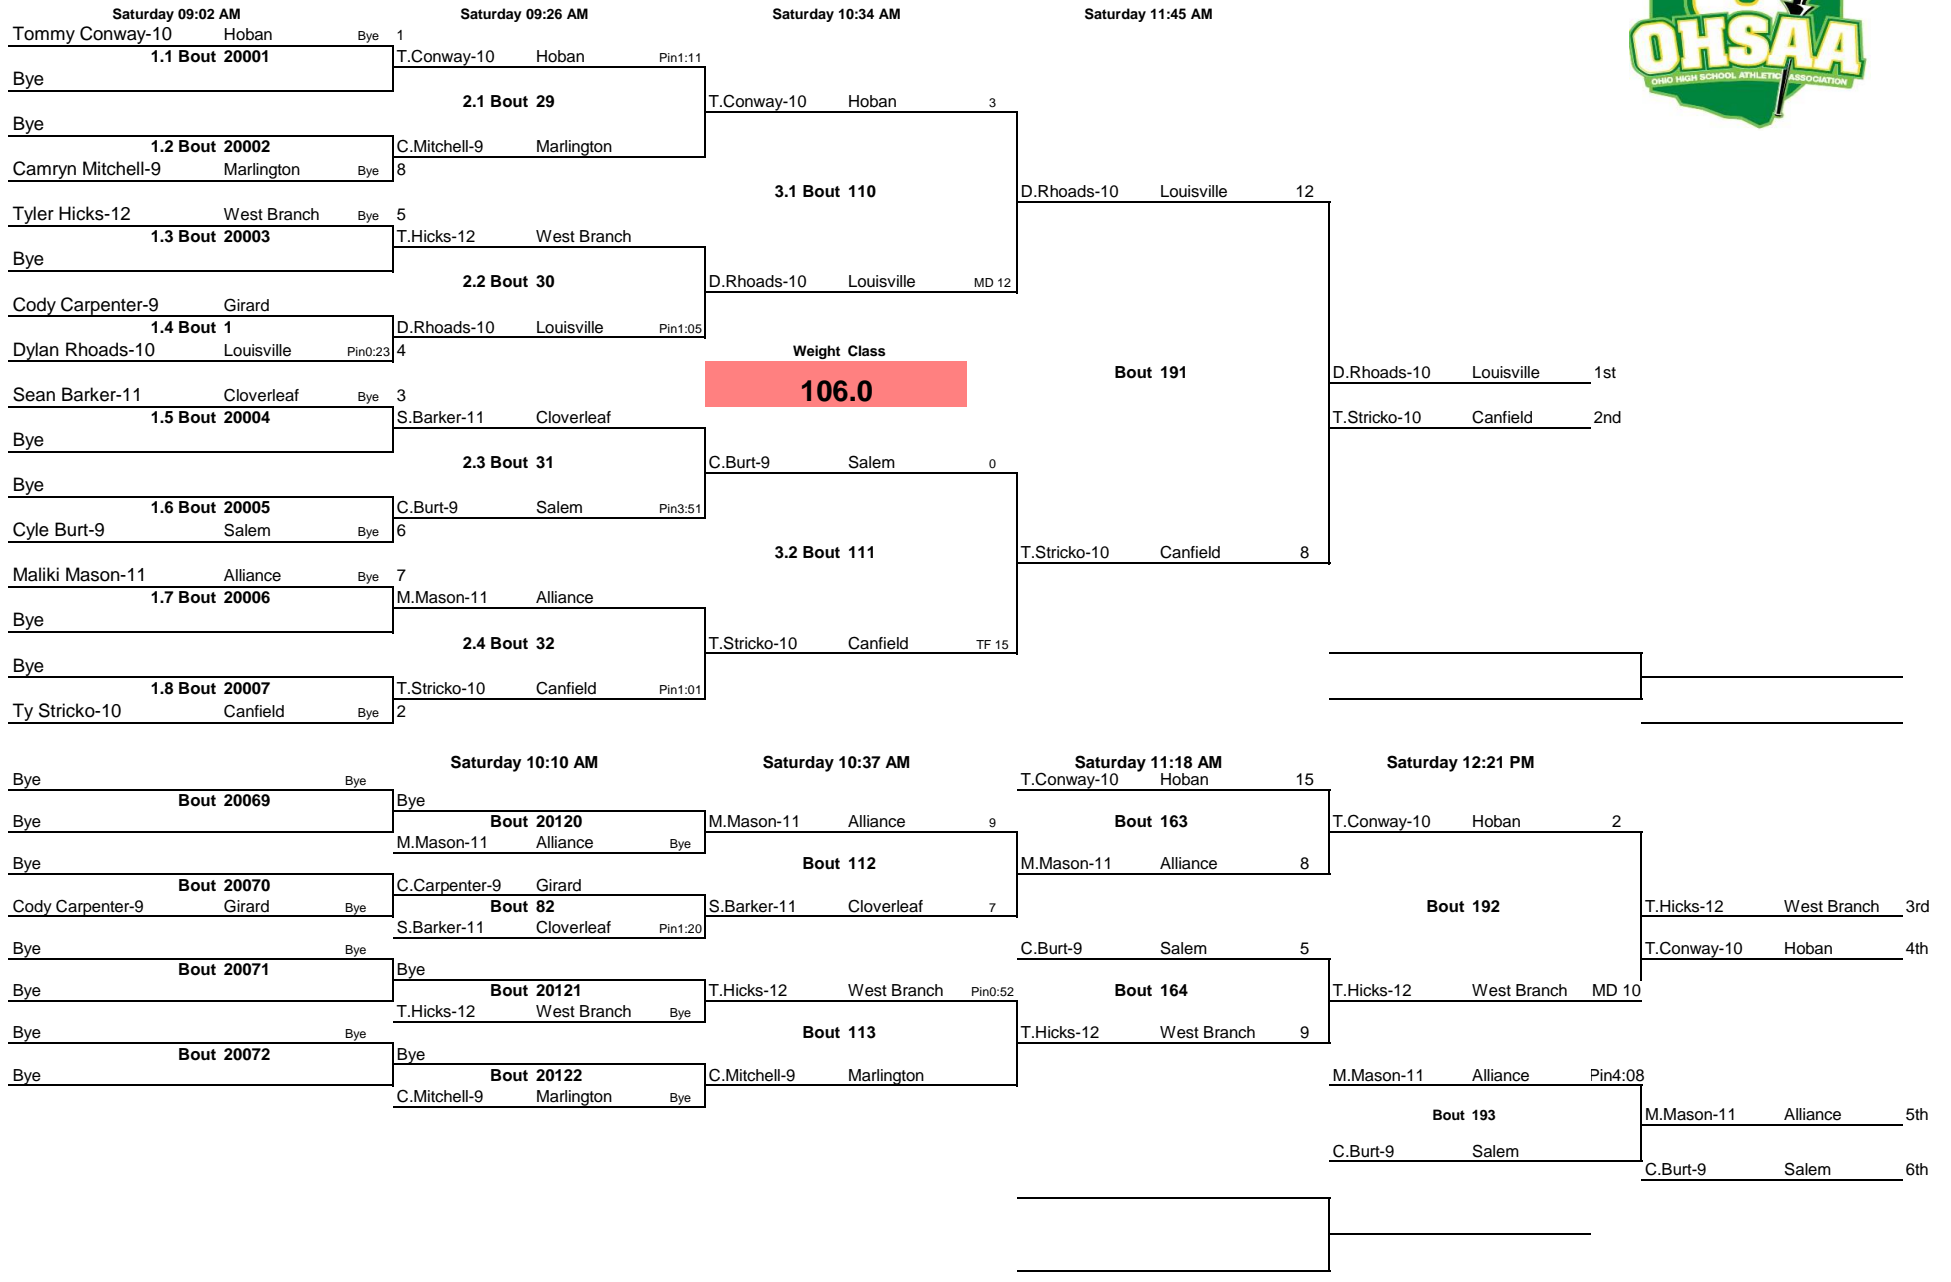 Saturday 09:02 AM Saturday 09:26 AM Saturday 10:34 AM Saturday 11:45 AM
OHSAA
OHIO HIGH SCHOOL ATHLETIC ASSOCIATION
Tommy Conway-10 Hoban Bye 1
1.1 Bout 20001 T.Conway-10 Hoban Pin1:11
Bye
2.1 Bout 29 T.Conway-10 Hoban 3
Bye
1.2 Bout 20002 C.Mitchell-9 Marlington
Camryn Mitchell-9 Marlington Bye 8
3.1 Bout 110 D.Rhoads-10 Louisville 12
Tyler Hicks-12 West Branch Bye 5
1.3 Bout 20003 T.Hicks-12 West Branch
Bye
2.2 Bout 30 D.Rhoads-10 Louisville MD 12
Cody Carpenter-9 Girard
1.4 Bout 1 D.Rhoads-10 Louisville Pin1:05
Dylan Rhoads-10 Louisville Pin0:23 4 Weight Class
Bout 191 D.Rhoads-10 Louisville 1st
Sean Barker-11 Cloverleaf Bye 3 106.0
1.5 Bout 20004 S.Barker-11 Cloverleaf T.Stricko-10 Canfield 2nd
Bye
2.3 Bout 31 C.Burt-9 Salem 0
Bye
1.6 Bout 20005 C.Burt-9 Salem Pin3:51
Cyle Burt-9 Salem Bye 6
3.2 Bout 111 T.Stricko-10 Canfield 8
Maliki Mason-11 Alliance Bye 7
1.7 Bout 20006 M.Mason-11 Alliance
Bye
2.4 Bout 32 T.Stricko-10 Canfield TF 15
Bye
1.8 Bout 20007 T.Stricko-10 Canfield Pin1:01
Ty Stricko-10 Canfield Bye 2
Saturday 10:10 AM Saturday 10:37 AM Saturday 11:18 AM Saturday 12:21 PM
Bye Bye T.Conway-10 Hoban 15
Bout 20069 Bye
Bye Bout 20120 M.Mason-11 Alliance 9 Bout 163 T.Conway-10 Hoban 2
M.Mason-11 Alliance Bye
Bye Bout 112 M.Mason-11 Alliance 8
Bout 20070 C.Carpenter-9 Girard
Cody Carpenter-9 Girard Bye Bout 82 S.Barker-11 Cloverleaf 7 Bout 192 T.Hicks-12 West Branch 3rd
S.Barker-11 Cloverleaf Pin1:20
Bye Bye C.Burt-9 Salem 5 T.Conway-10 Hoban 4th
Bout 20071 Bye
Bye Bout 20121 T.Hicks-12 West Branch Pin0:52 Bout 164 T.Hicks-12 West Branch MD 10
T.Hicks-12 West Branch Bye
Bye Bye Bout 113 T.Hicks-12 West Branch 9
Bout 20072 Bye
Bye Bout 20122 C.Mitchell-9 Marlington M.Mason-11 Alliance Pin4:08
C.Mitchell-9 Marlington Bye
Bout 193 M.Mason-11 Alliance 5th
C.Burt-9 Salem
C.Burt-9 Salem 6th